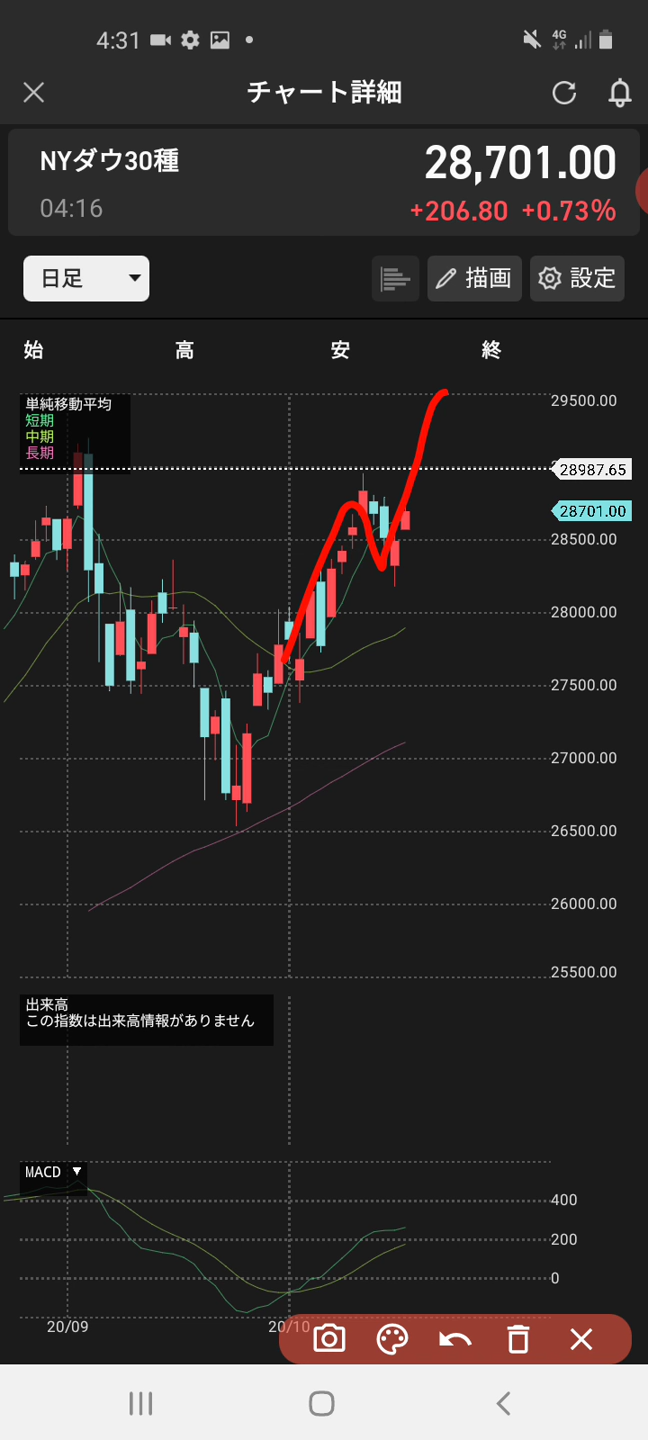 4:31
4G
チャート詳細
NYダウ30種
28,701.00
04:16
+206.80 +0.73%
日足
描画
設定
始 高 安 終
単純移動平均
短期
中期
長期
29500.00
28987.65
28701.00
28500.00
28000.00
27500.00
27000.00
26500.00
26000.00
25500.00
出来高
この指数は出来高情報がありません
MACD ▼
400
200
0
20/09 20/10